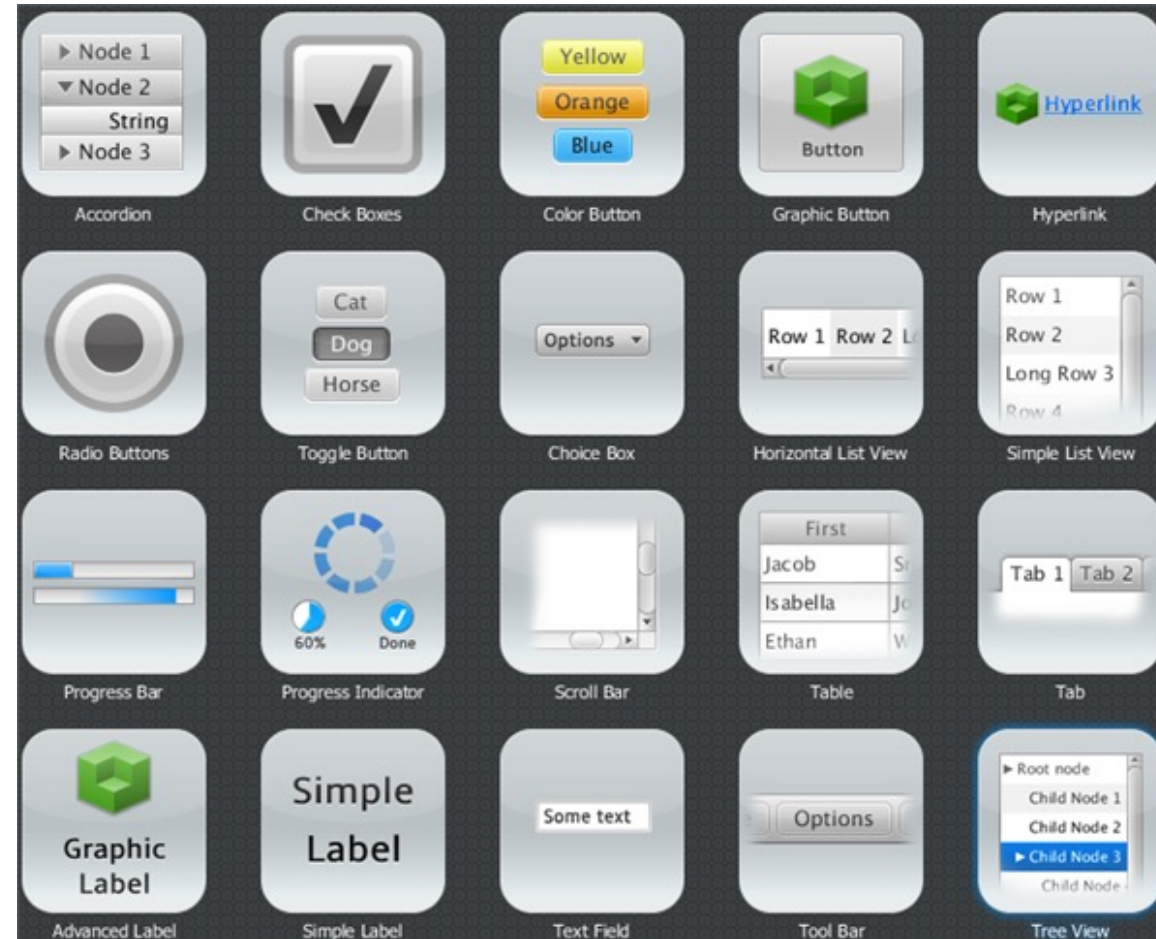 Node 1
Node 2
String
Node 3
Accordion
Check Boxes
Yellow
Orange
Blue
Color Button
Button
Graphic Button
Hyperlink
Hyperlink
Radio Buttons
Cat
Dog
Horse
Toggle Button
Options
Choice Box
Row 1 Row 2 L
Horizontal List View
Row 1
Row 2
Long Row 3
Row 4
Simple List View
Progress Bar
60% Done
Progress Indicator
Scroll Bar
First
Jacob
Isabella
Ethan
Table
Tab 1 Tab 2
Tab
Graphic
Label
Advanced Label
Simple
Label
Simple Label
Some text
Text Field
Options
Tool Bar
Root node
Child Node 1
Child Node 2
Child Node 3
Child Node
Tree View